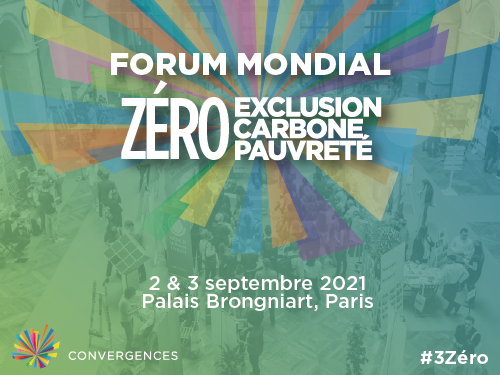 FORUM MONDIAL
ZÉRO EXCLUSION
CARBONE,
PAUVRETÉ
2 & 3 septembre 2021
Palais Brongniart, Paris
CONVERGENCES
#3Zéro